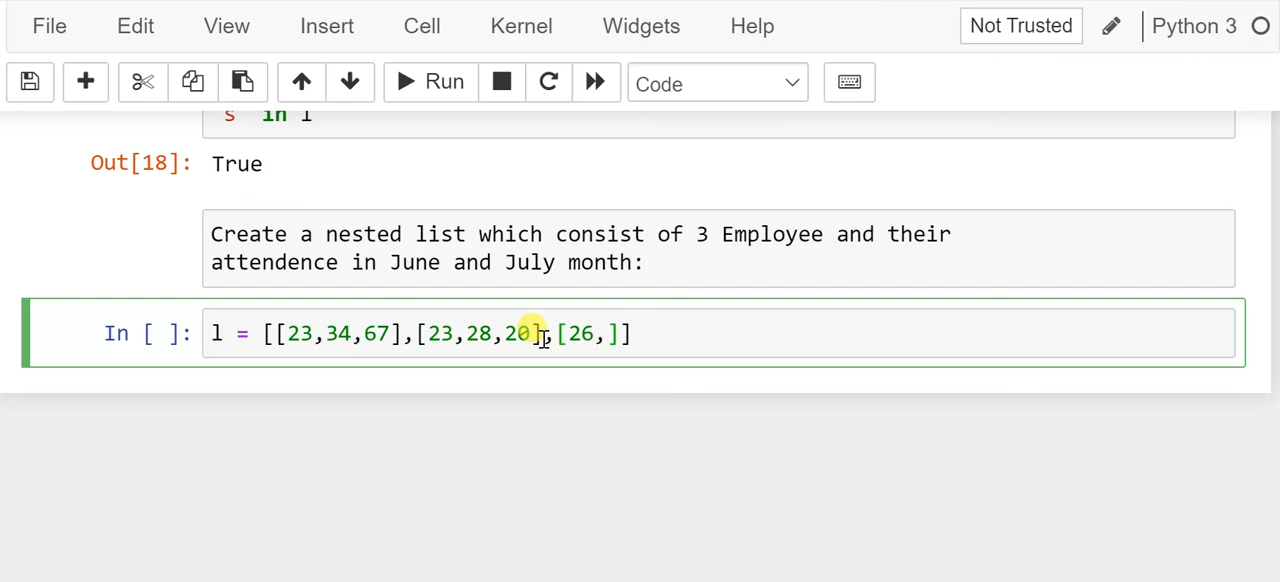 File Edit View Insert Cell Kernel Widgets Help Not Trusted Python 3
Run Code
s in l
Out[18]: True
Create a nested list which consist of 3 Employee and their
attendence in June and July month:
In [ ]: l = [[23,34,67],[23,28,20],[26,]]